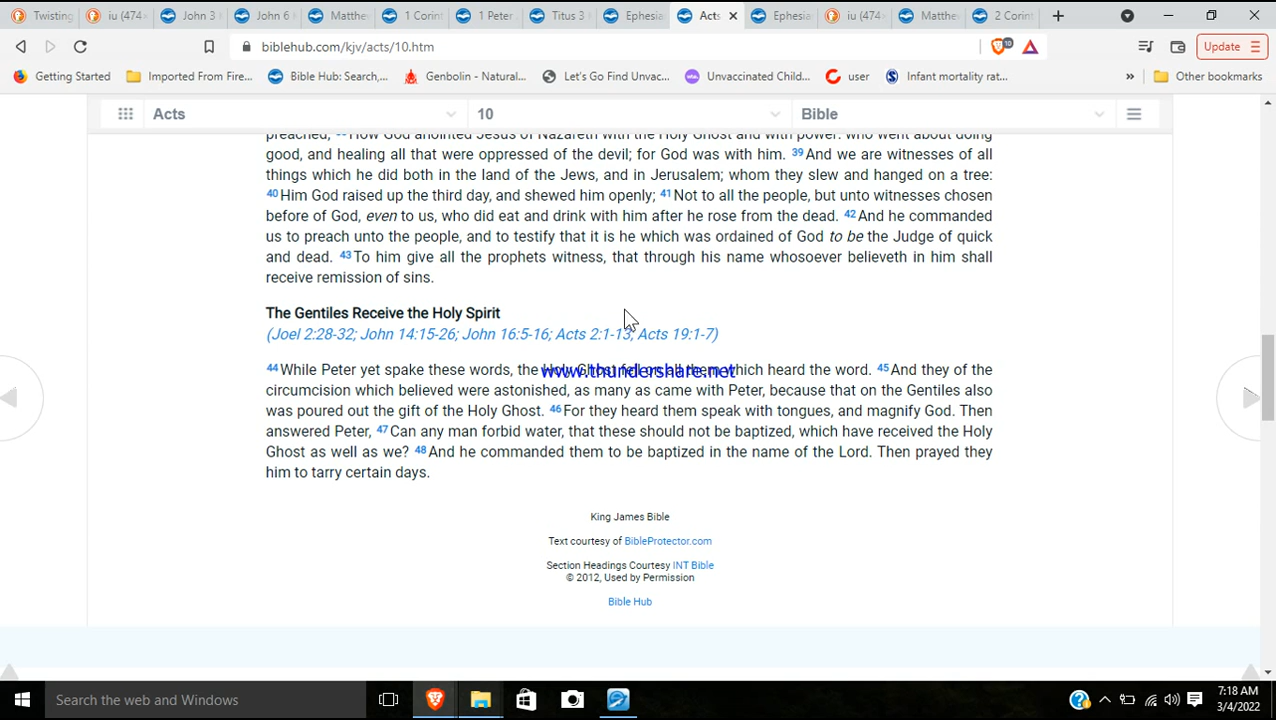 Twisting
iu (474×
John 3
John 6
Matthe
1 Corint
1 Peter
Titus 3
Ephesia
Acts
Ephesia
iu (474×
Matthe
2 Corint
biblehub.com/kjv/acts/10.htm
10
Update
Getting Started
Imported From Fire...
Bible Hub: Search,...
Genbolin - Natural...
Let's Go Find Unvac...
Unvaccinated Child...
user
Infant mortality rat...
»
Other bookmarks
Acts
10
Bible
preached; How God anointed Jesus of Nazareth with the Holy Ghost and with power: who went about doing
good, and healing all that were oppressed of the devil; for God was with him. 39 And we are witnesses of all
things which he did both in the land of the Jews, and in Jerusalem; whom they slew and hanged on a tree:
40 Him God raised up the third day, and shewed him openly; 41 Not to all the people, but unto witnesses chosen
before of God, even to us, who did eat and drink with him after he rose from the dead. 42 And he commanded
us to preach unto the people, and to testify that it is he which was ordained of God to be the Judge of quick
and dead. 43 To him give all the prophets witness, that through his name whosoever believeth in him shall
receive remission of sins.
The Gentiles Receive the Holy Spirit
(Joel 2:28-32; John 14:15-26; John 16:5-16; Acts 2:1-13; Acts 19:1-7)
44 While Peter yet spake these words, the Holy Ghost fell on all them which heard the word. 45 And they of the
www.thundershare.net
circumcision which believed were astonished, as many as came with Peter, because that on the Gentiles also
was poured out the gift of the Holy Ghost. 46 For they heard them speak with tongues, and magnify God. Then
answered Peter, 47 Can any man forbid water, that these should not be baptized, which have received the Holy
Ghost as well as we? 48 And he commanded them to be baptized in the name of the Lord. Then prayed they
him to tarry certain days.
King James Bible
Text courtesy of BibleProtector.com
Section Headings Courtesy INT Bible
© 2012, Used by Permission
Bible Hub
Search the web and Windows
7:18 AM
3/4/2022